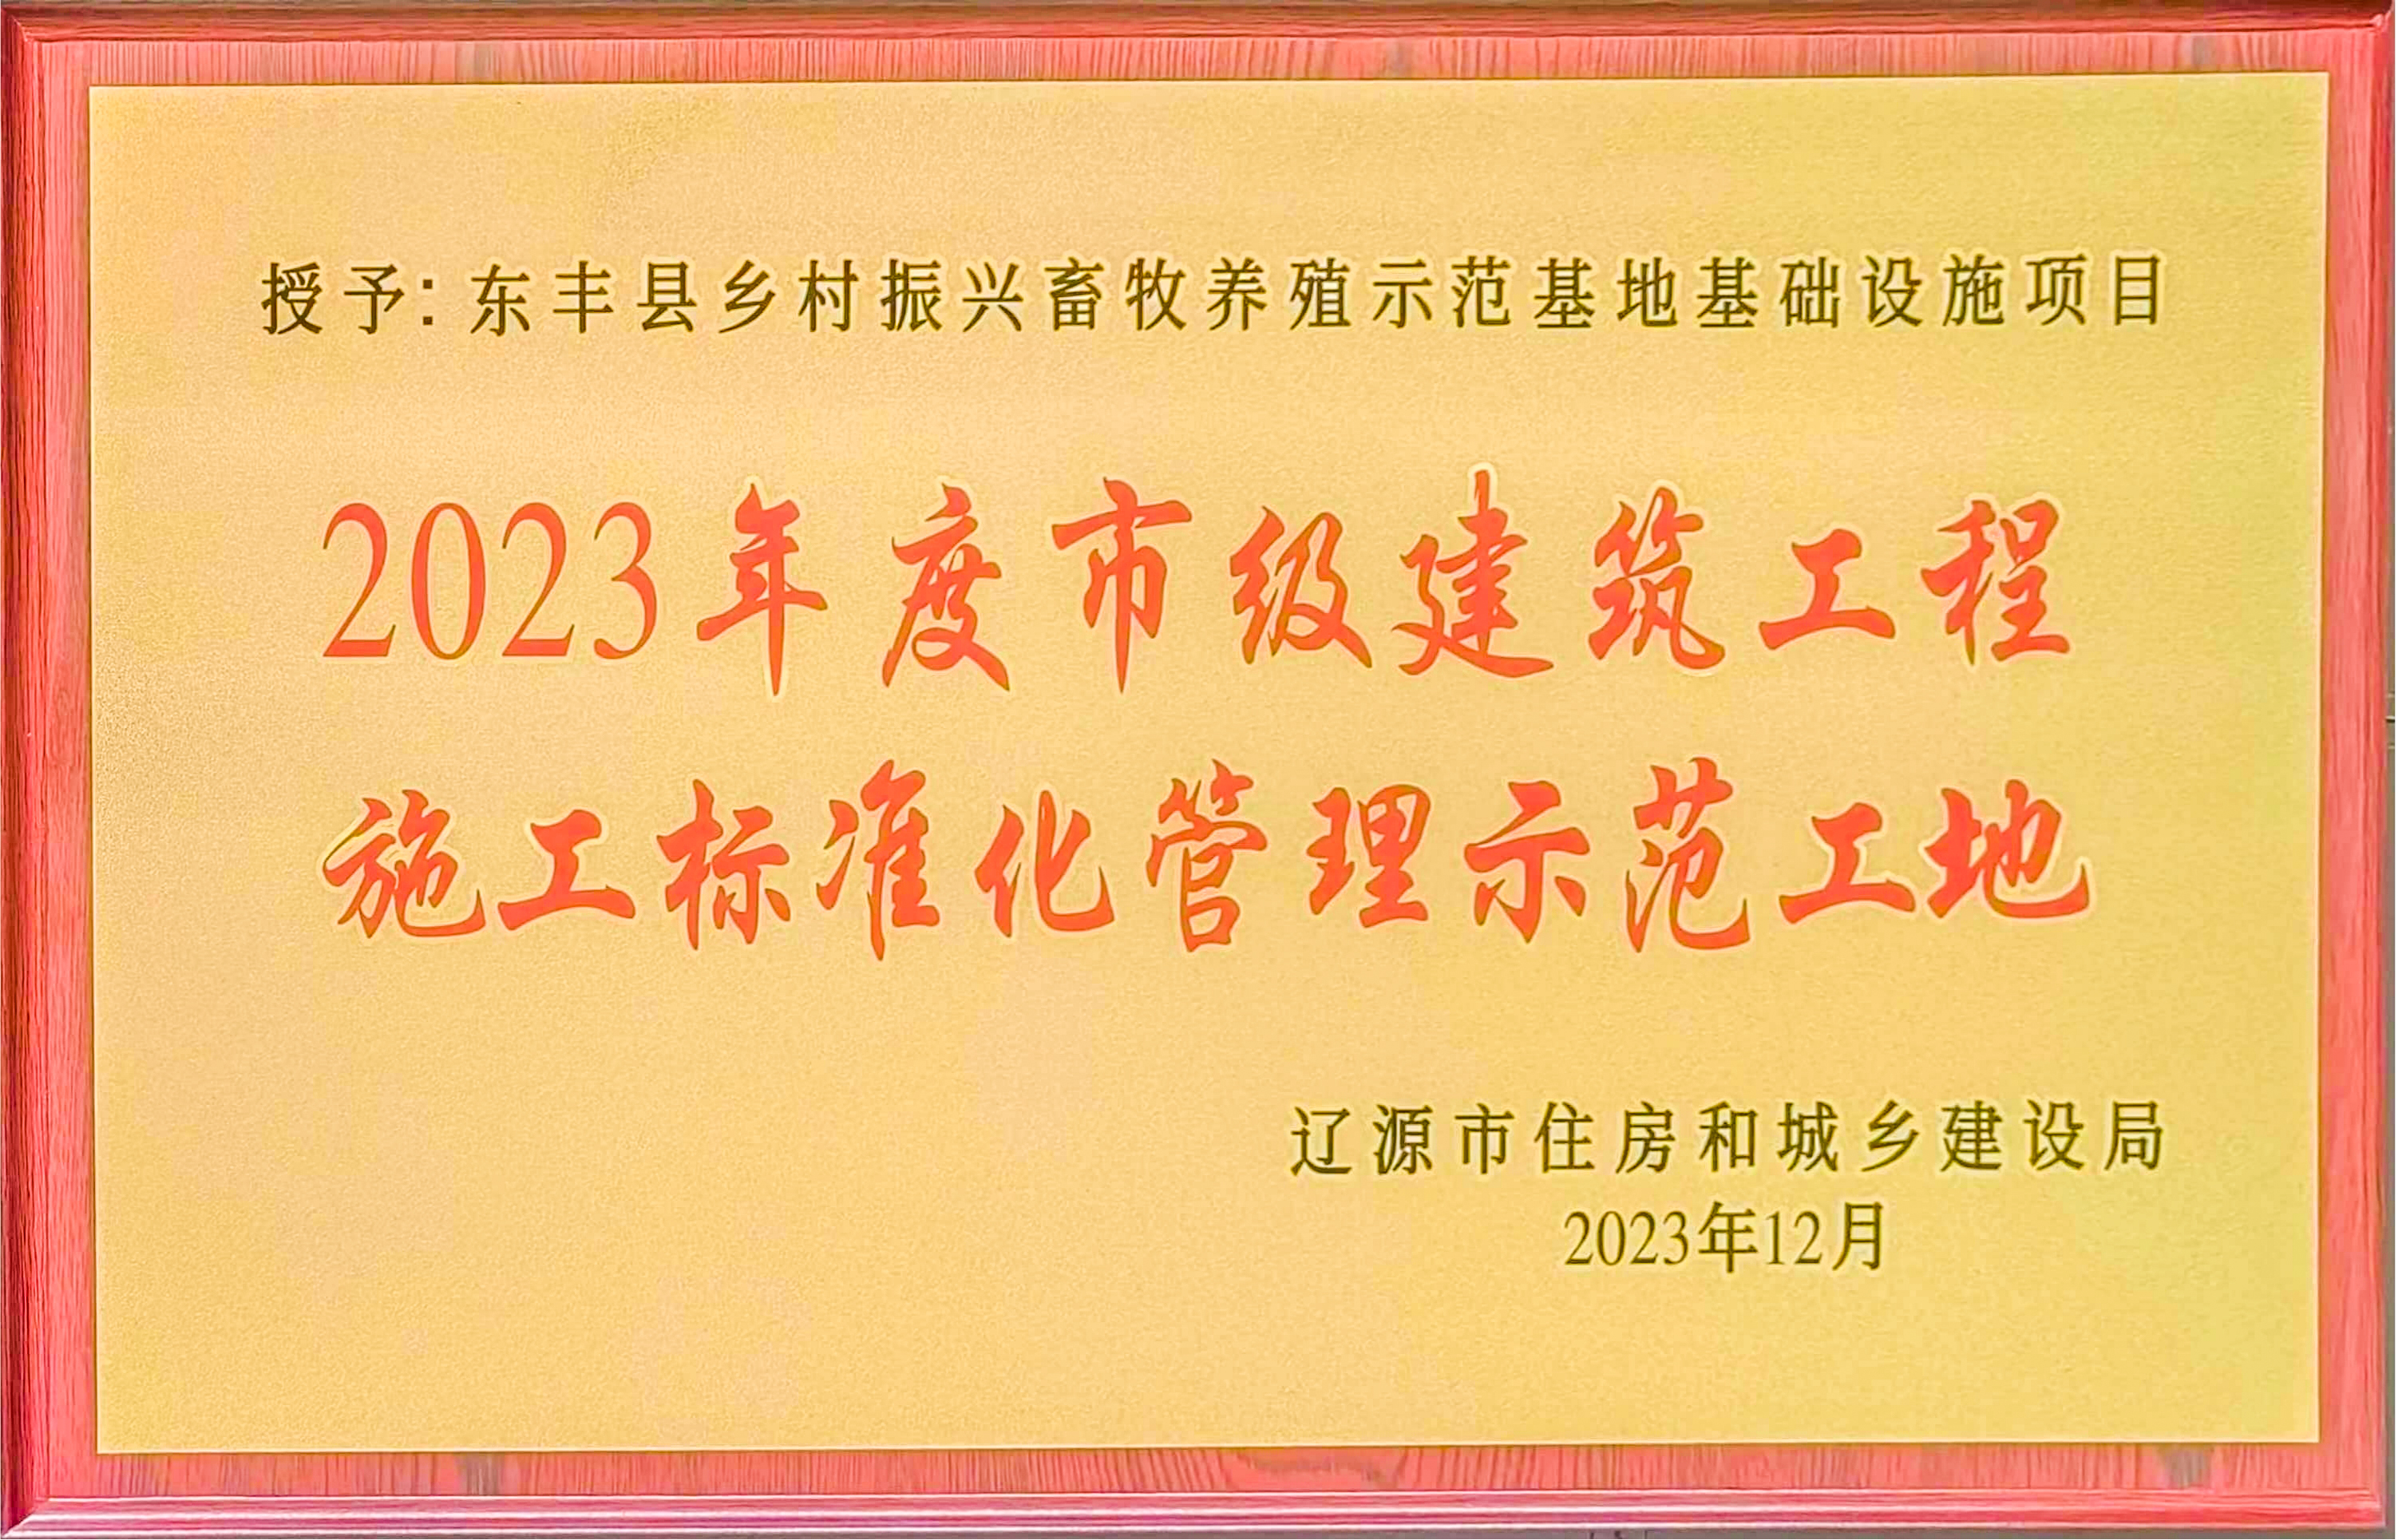 授予:东丰县乡村振兴畜牧养殖示范基地基础设施项目
2023年度市级建筑工程
施工标准化管理示范工地
辽源市住房和城乡建设局
2023年12月